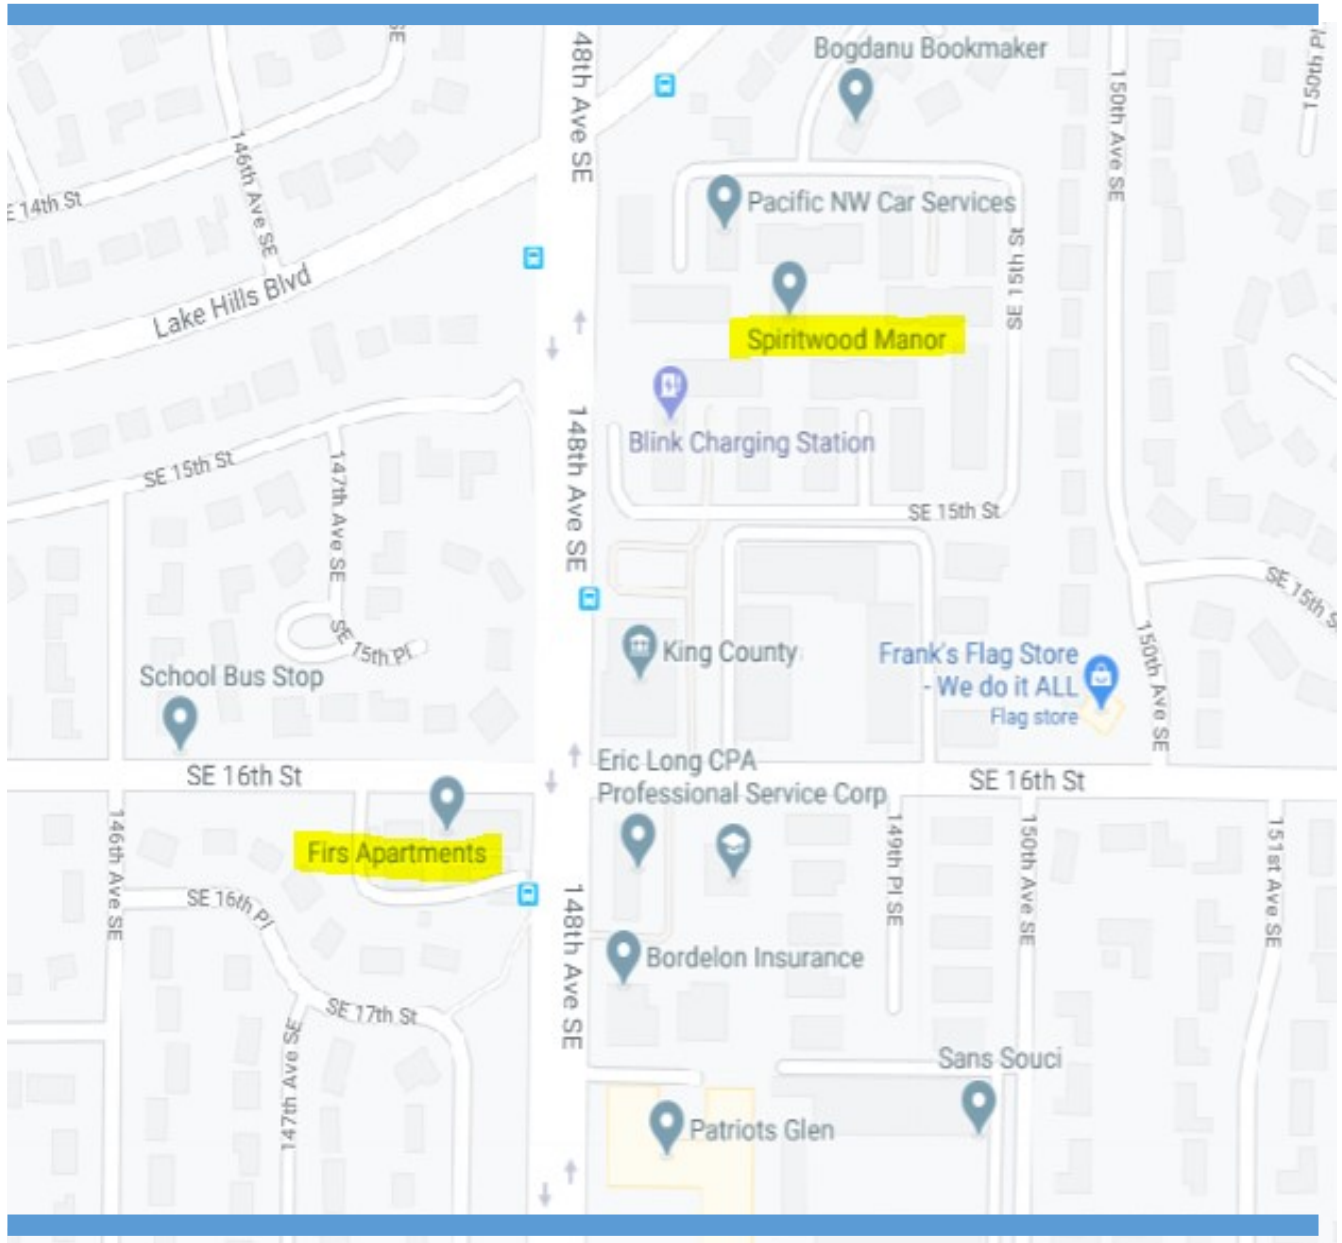 SE
48th Ave SE
Bogdanu Bookmaker
150th Ave SE
150th Pl
146th Ave SE
E 14th St
Pacific NW Car Services
SE 15th St
Lake Hills Blvd
Spiritwood Manor
Blink Charging Station
148th Ave SE
SE 15th St
147th Ave SE
SE 15th St
SE 15th S
SE 15th Pl
King County
Frank's Flag Store
- We do it ALL
Flag store
150th Ave SE
School Bus Stop
SE 16th St
Eric Long CPA
Professional Service Corp
SE 16th St
Firs Apartments
146th Ave SE
149th Pl SE
150th Ave SE
151st Ave SE
SE 16th Pl
148th Ave SE
Bordelon Insurance
SE 17th St
147th Ave SE
Sans Souci
Patriots Glen